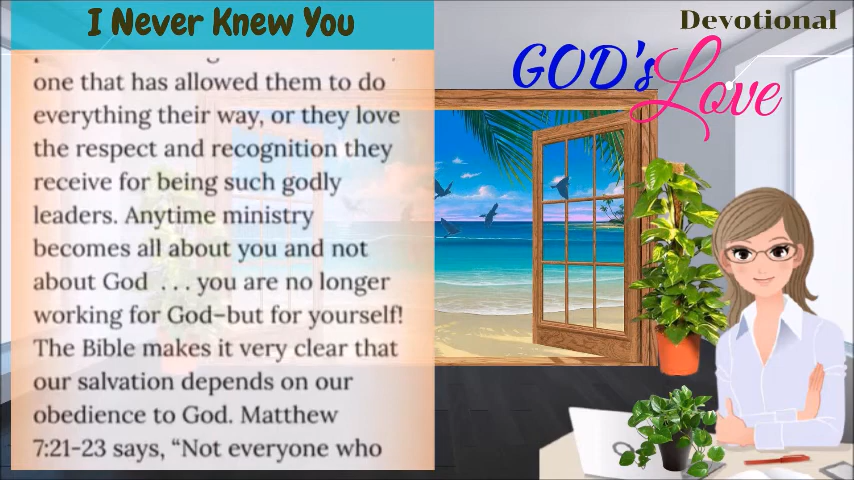 I Never Knew You
one that has allowed them to do
everything their way, or they love
the respect and recognition they
receive for being such godly
leaders. Anytime ministry
becomes all about you and not
about God ... you are no longer
working for God–but for yourself!
The Bible makes it very clear that
our salvation depends on our
obedience to God. Matthew
7:21-23 says, “Not everyone who
Devotional
GOD's
Love